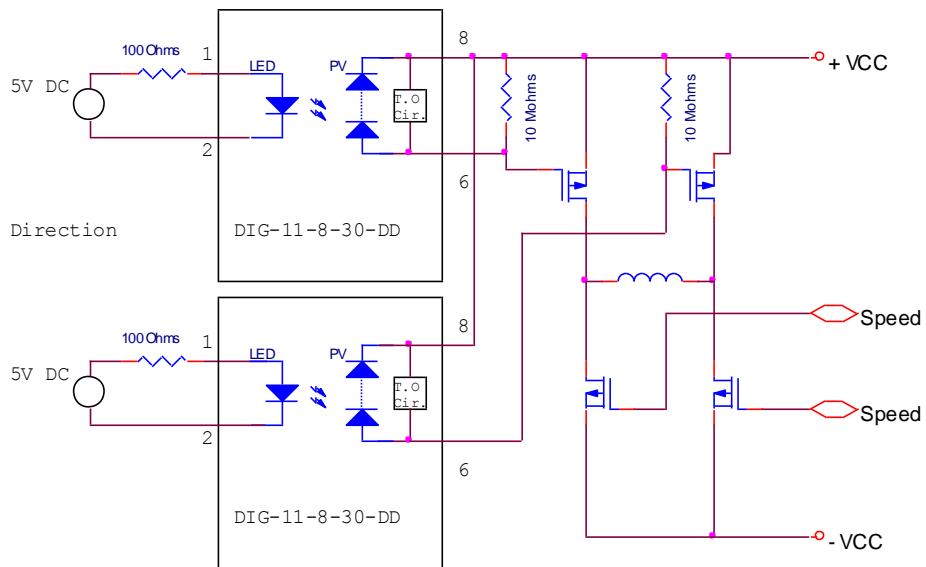 100 Ohms
1
LED
PV
8
+ VCC
5V DC
T.O
Cir.
10 Mohms
10 Mohms
2
6
Direction
DIG-11-8-30-DD
100 Ohms
1
LED
PV
8
Speed
5V DC
T.O
Cir.
Speed
2
6
DIG-11-8-30-DD
- VCC